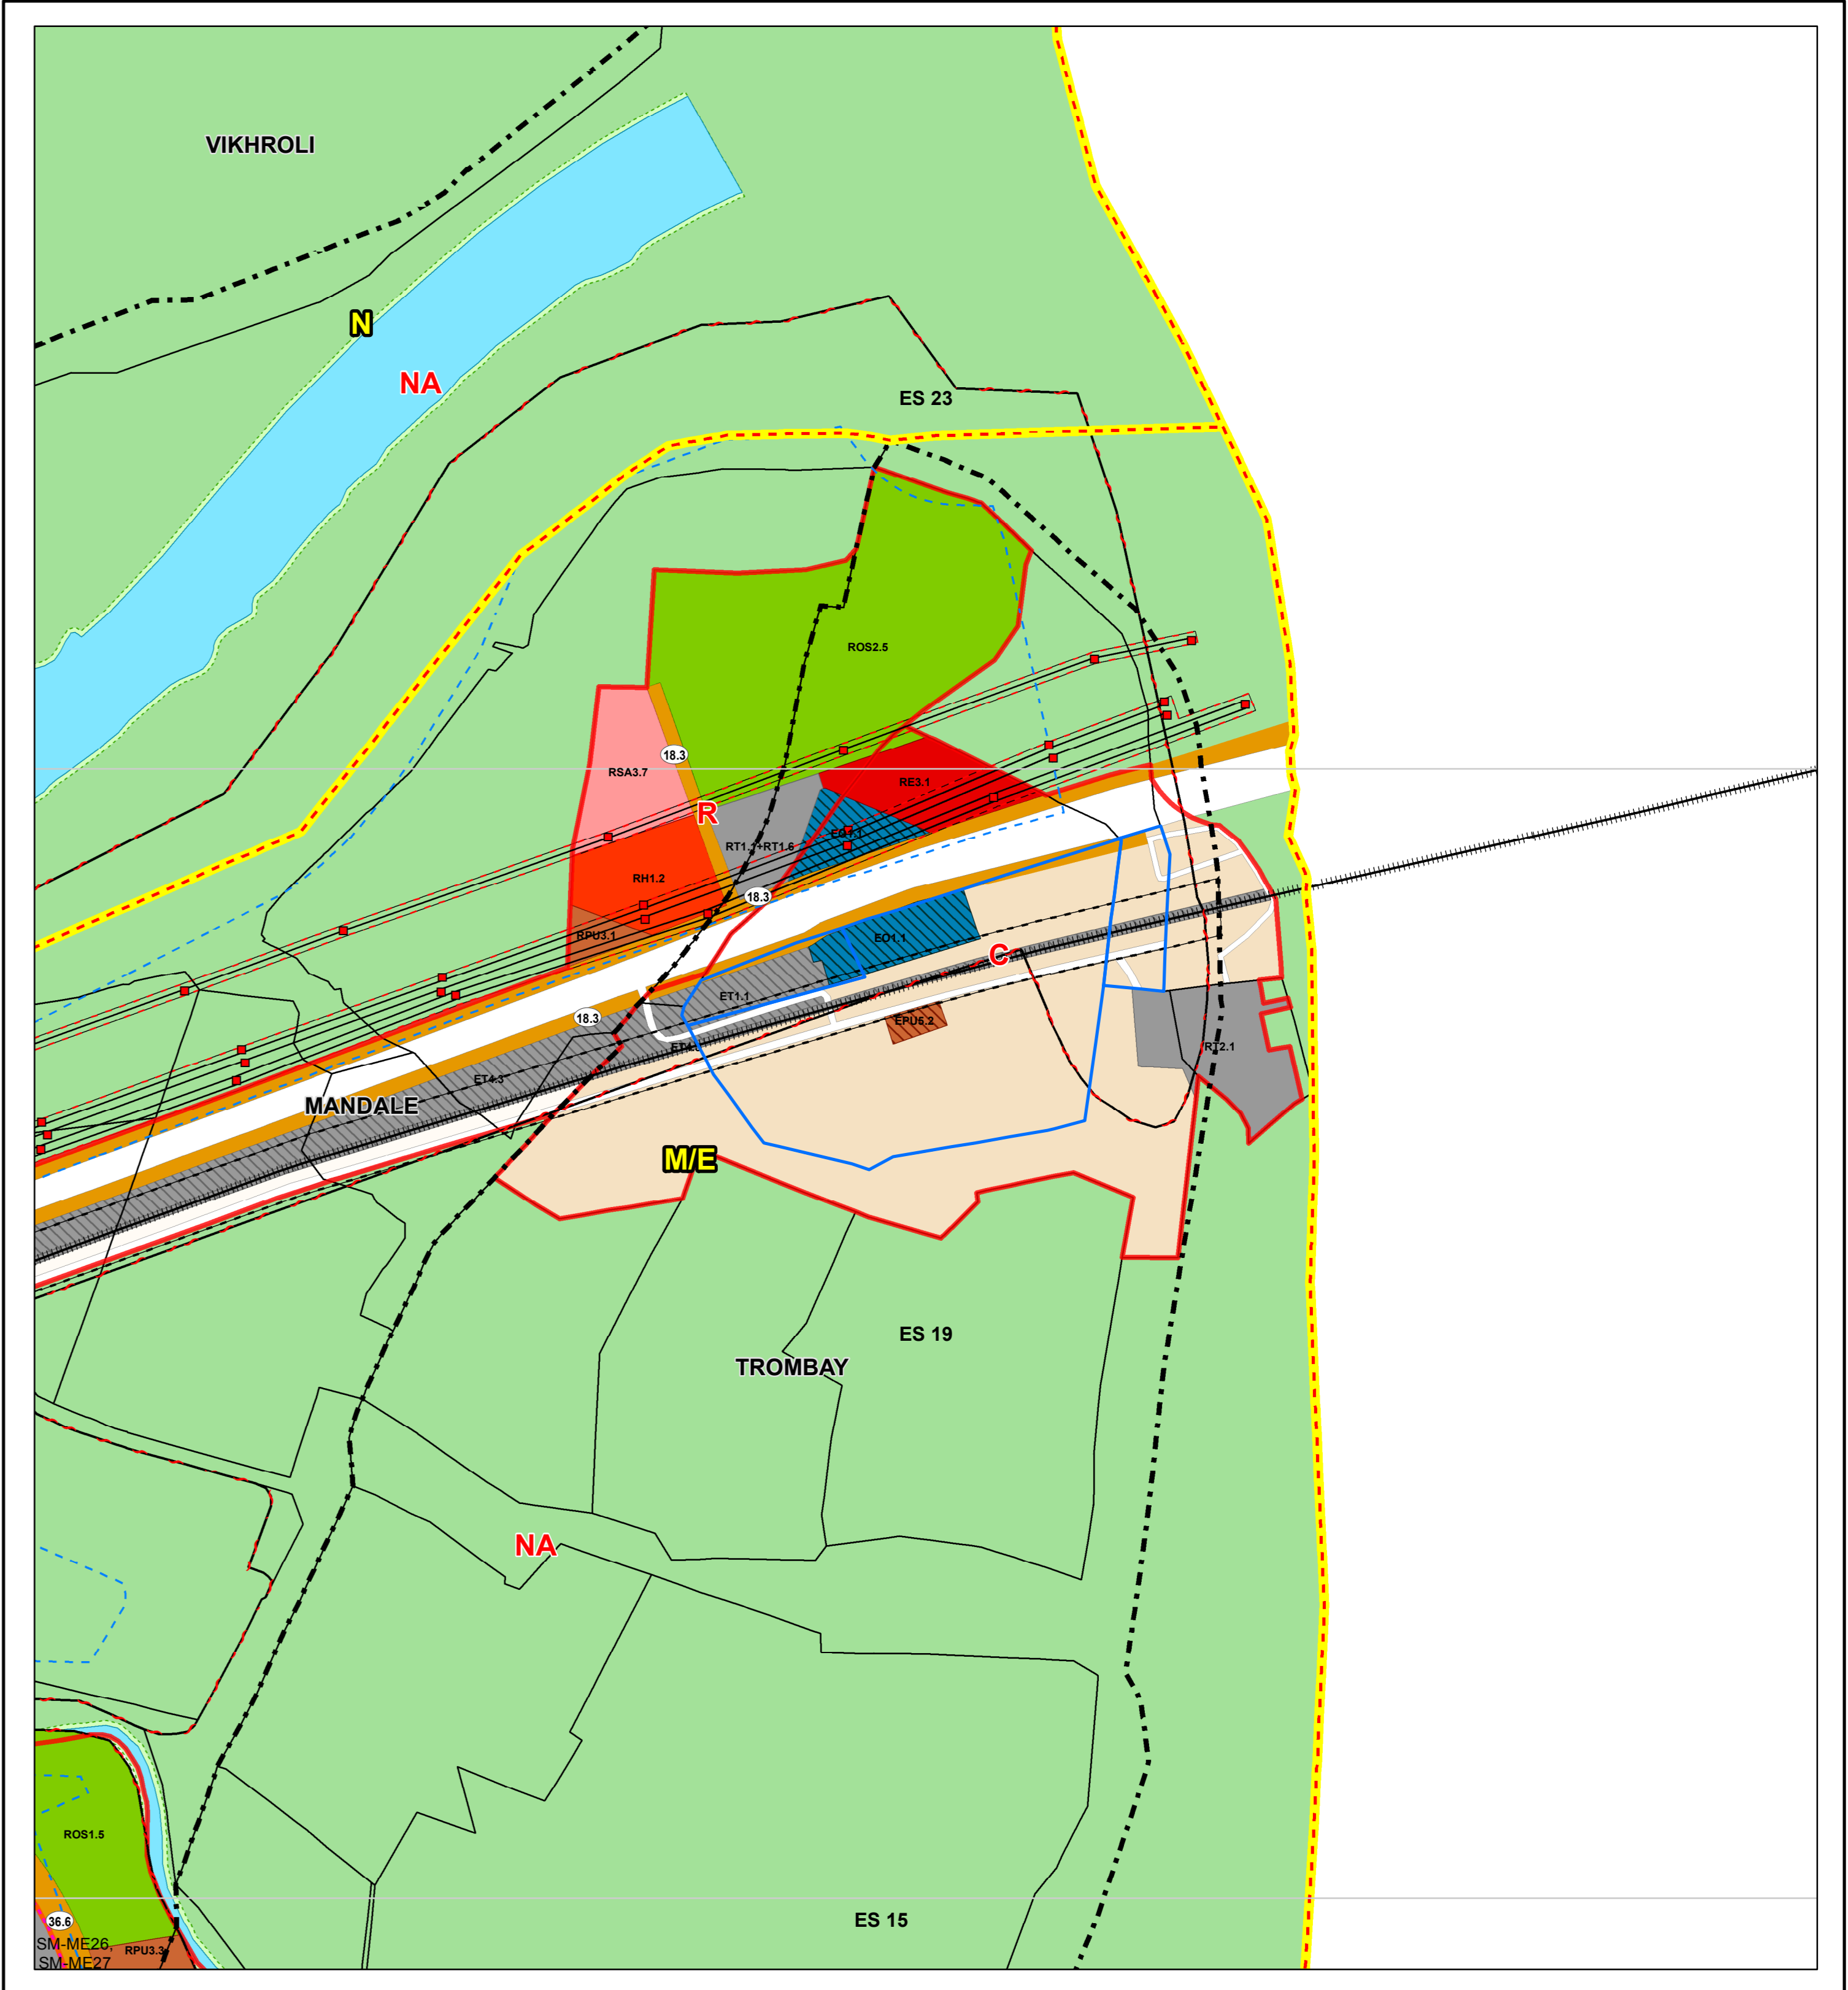 VIKHROLI
N
NA
ES 23
ROS2.5
18.3
RSA3.7
RE3.1
R
EO1.1
RT1.1+RT1.6
RH1.2
18.3
RPU3.1
EO1.1
C
ET1.1
18.3
EPU5.2
RT2.1
ET4.3
MANDALE
M/E
ES 19
TROMBAY
NA
ROS1.5
ES 15
36.6
SM-ME26,
RPU3.3
SM-ME27